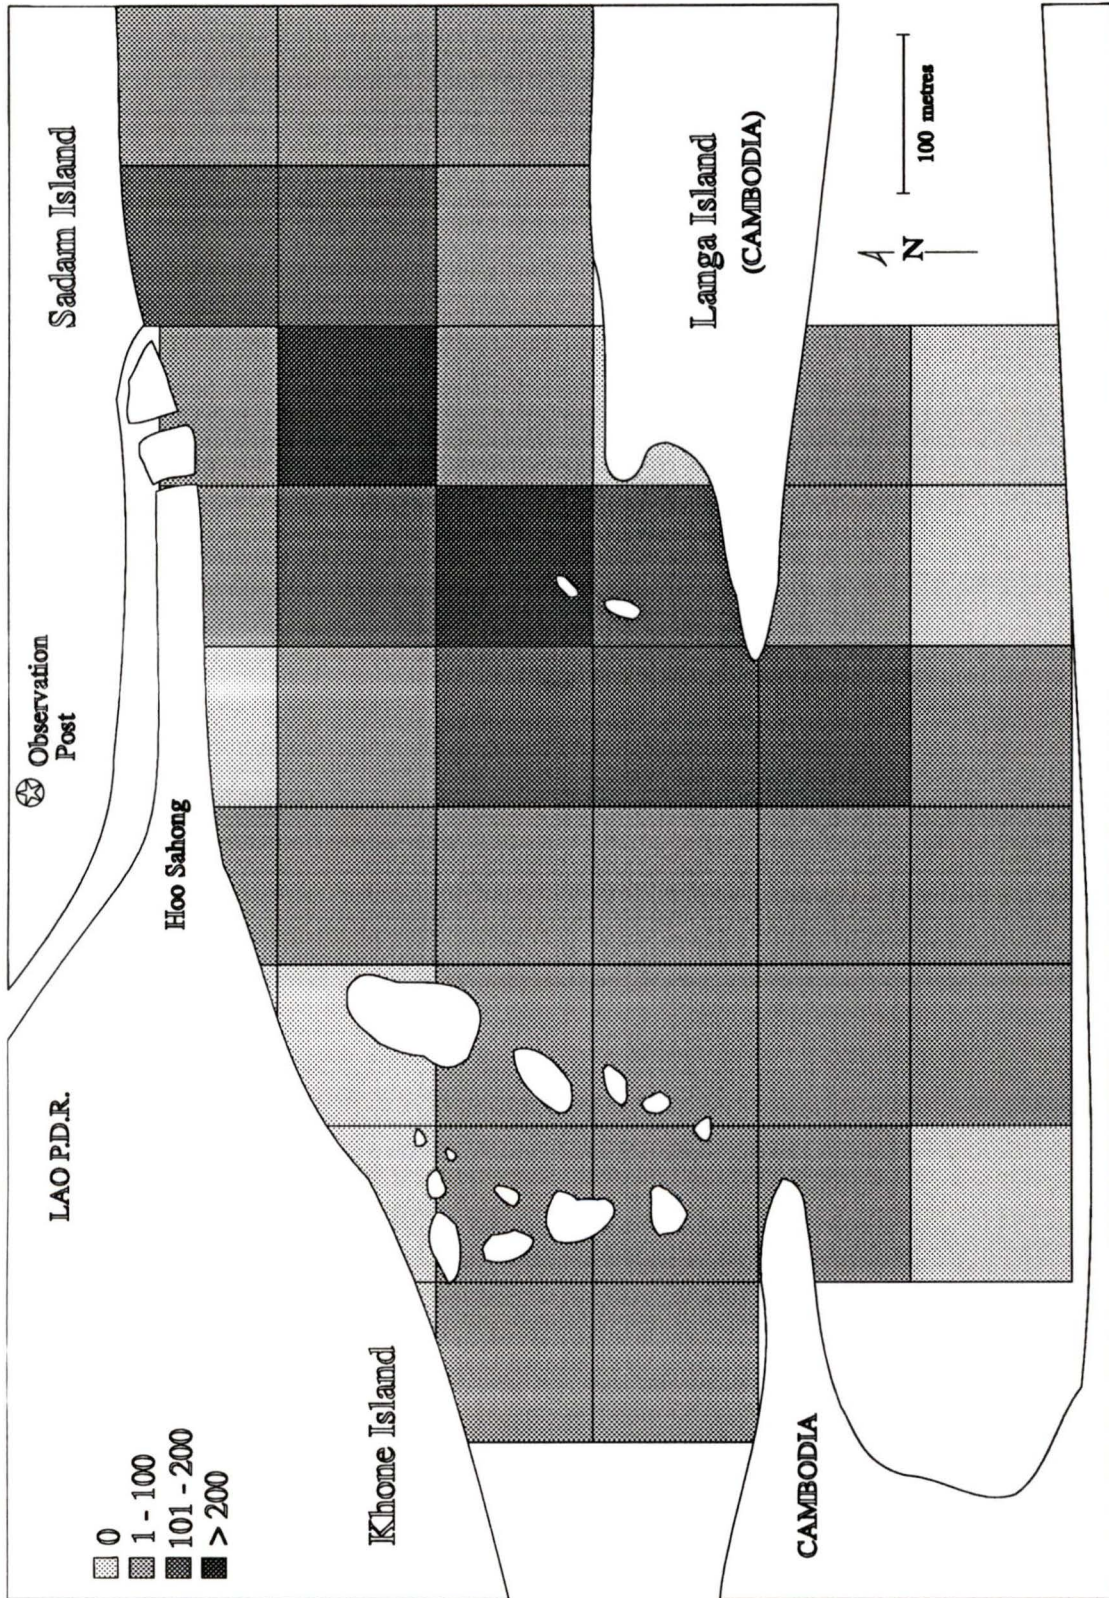 LAO P.D.R.
Observation
Post
Sadam Island
Hoo Sahong
Khone Island
Langa Island
(CAMBODIA)
CAMBODIA
N
100 metres
0
1 - 100
101 - 200
> 200